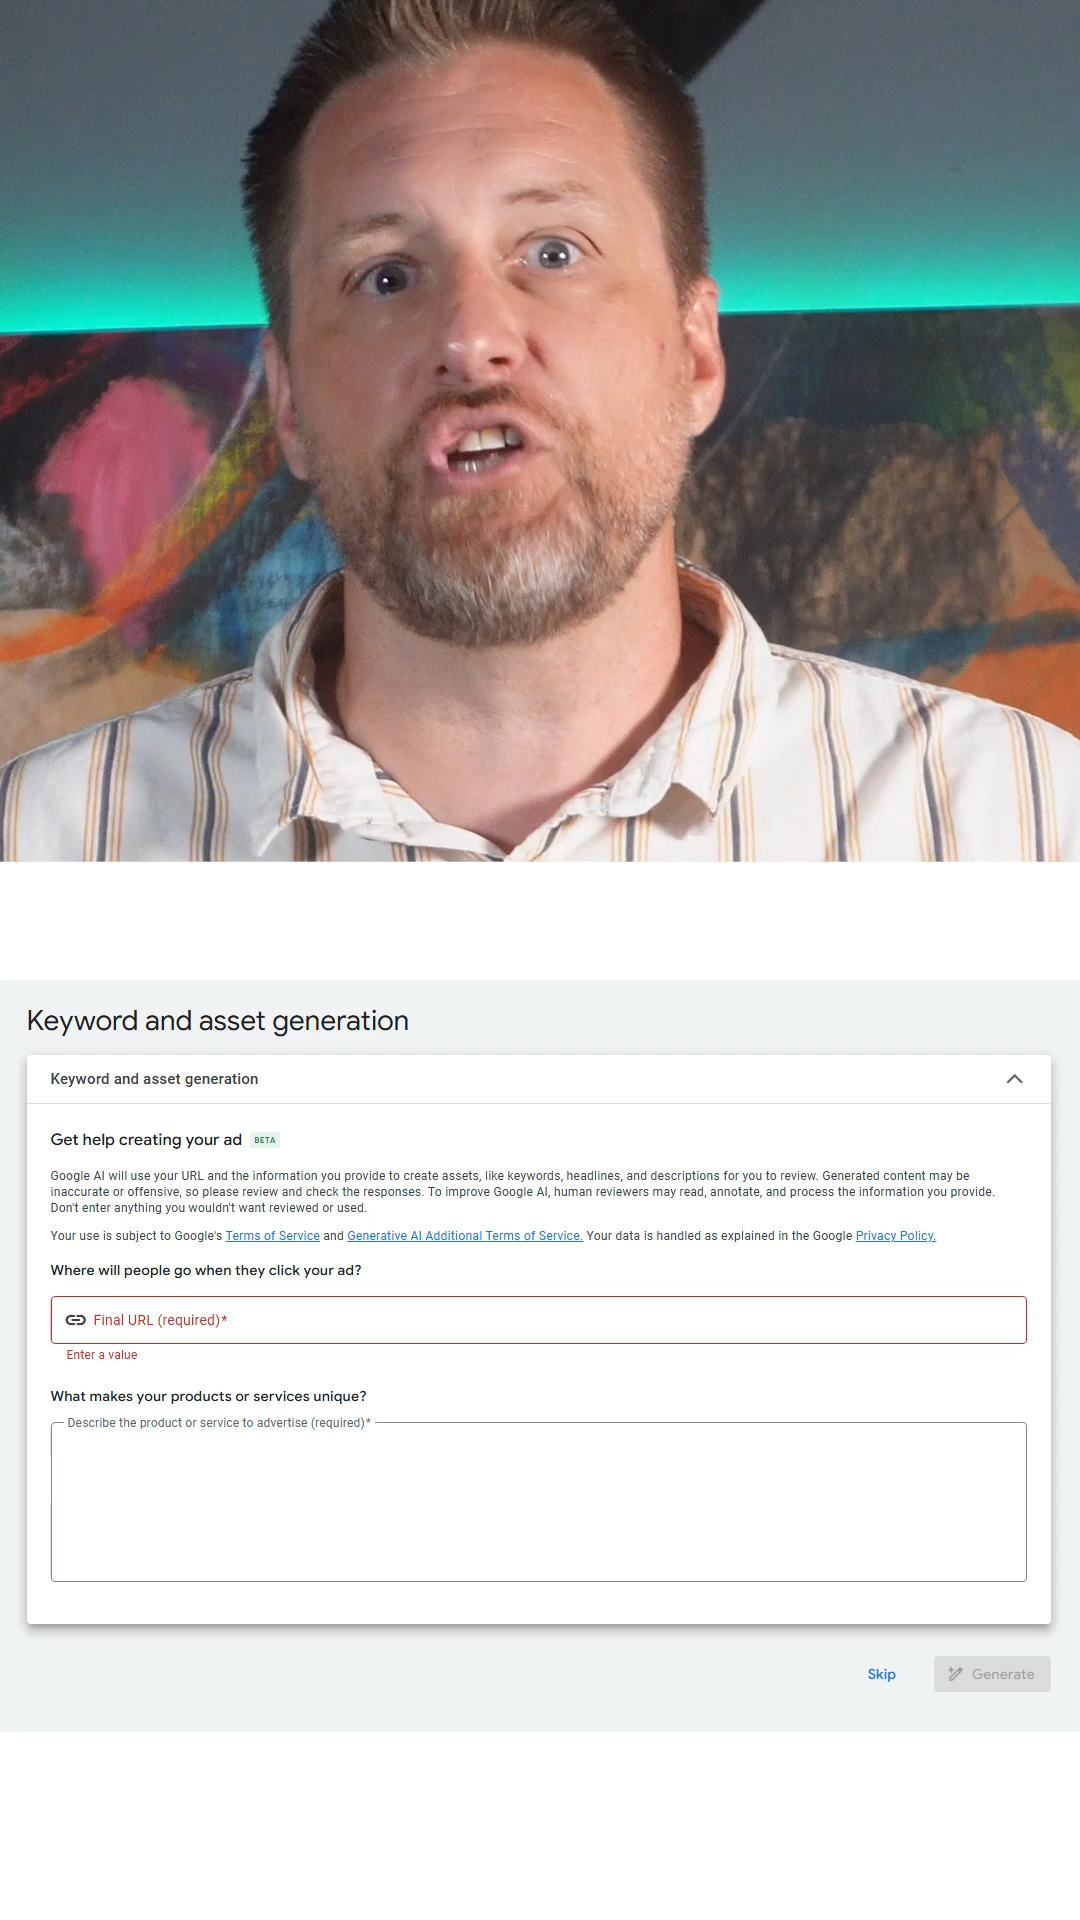 Keyword and asset generation
Keyword and asset generation
Get help creating your ad BETA
Google AI will use your URL and the information you provide to create assets, like keywords, headlines, and descriptions for you to review. Generated content may be
inaccurate or offensive, so please review and check the responses. To improve Google AI, human reviewers may read, annotate, and process the information you provide.
Don't enter anything you wouldn't want reviewed or used.
Your use is subject to Google's Terms of Service and Generative AI Additional Terms of Service. Your data is handled as explained in the Google Privacy Policy.
Where will people go when they click your ad?
Final URL (required)*
Enter a value
What makes your products or services unique?
Describe the product or service to advertise (required)*
Skip
Generate